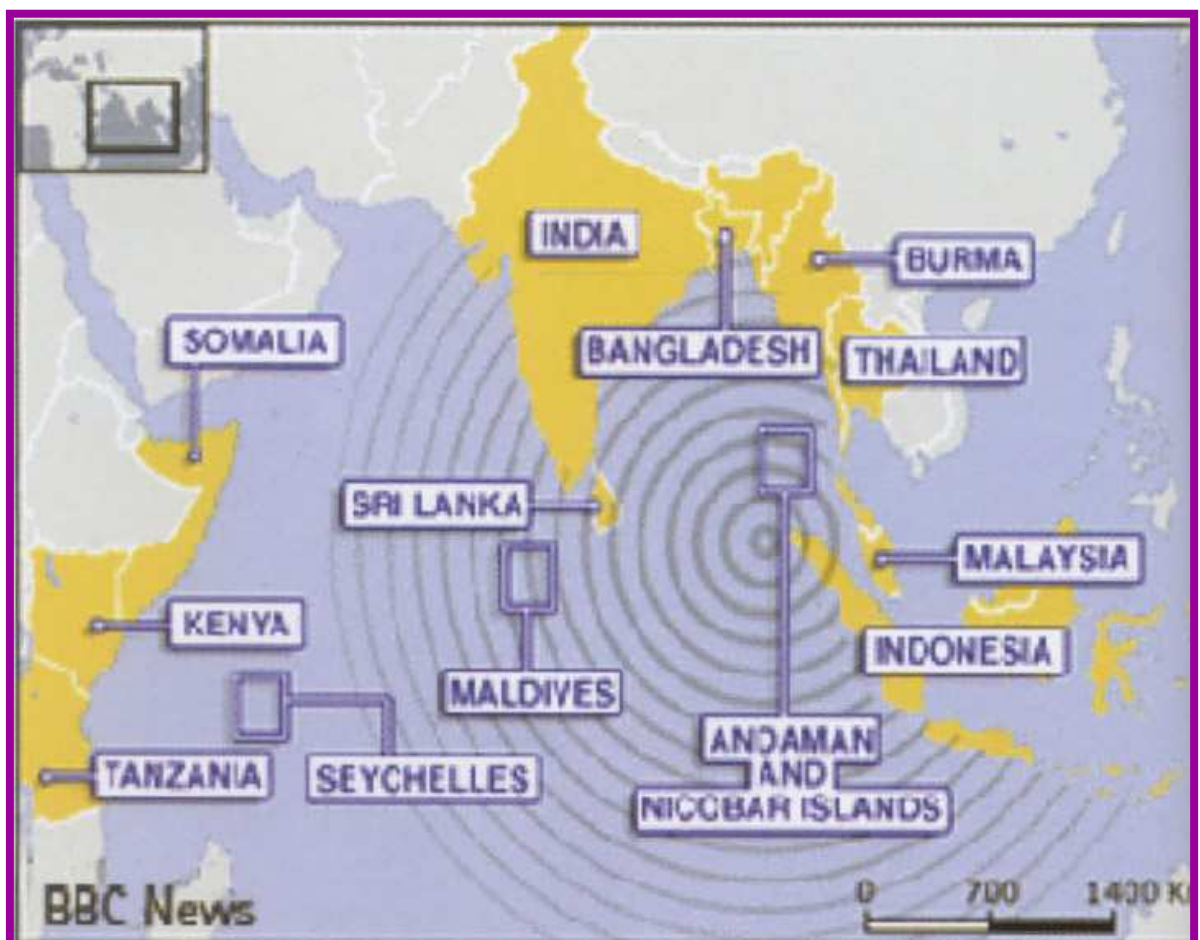 INDIA
BURMA
SOMALIA
BANGLADESH
THAILAND
SRI LANKA
MALAYSIA
KENYA
INDONESIA
MALDIVES
ANDAMAN
AND
NICOBAR ISLANDS
TANZANIA
SEYCHELLES
BBC News
0 700 1400 K